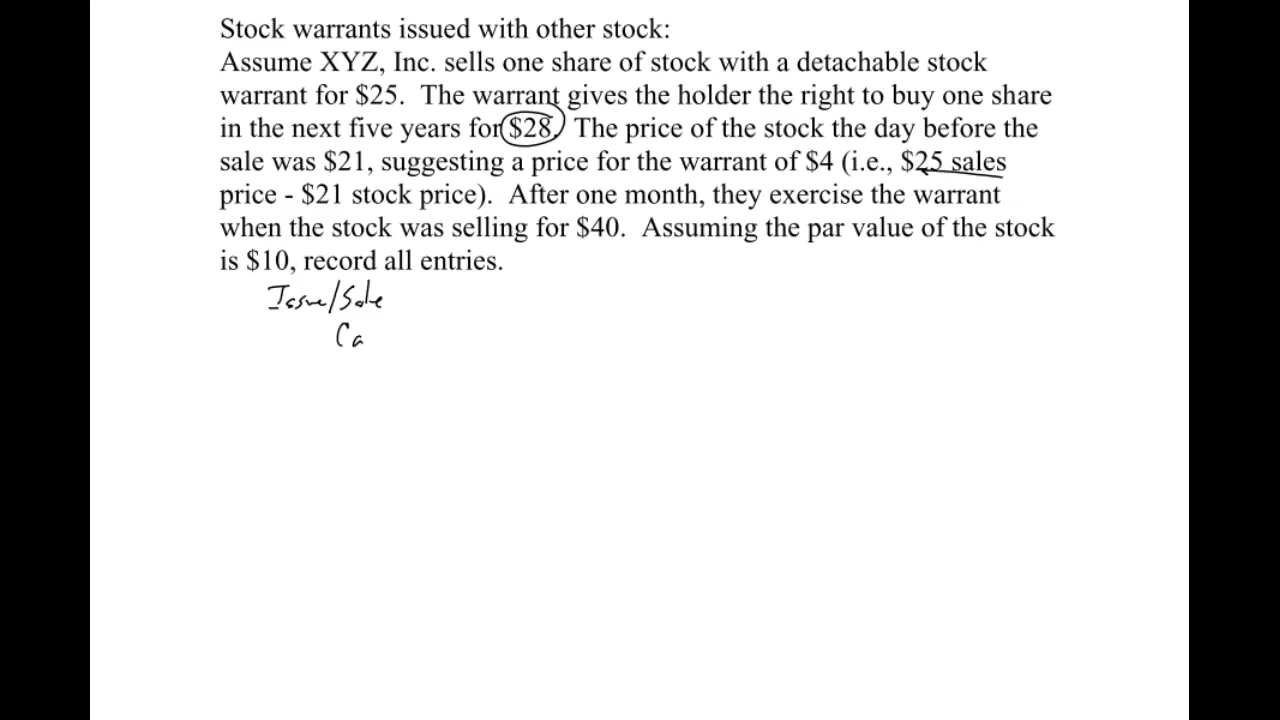 Stock warrants issued with other stock:
Assume XYZ, Inc. sells one share of stock with a detachable stock
warrant for $25.  The warrant gives the holder the right to buy one share
in the next five years for $28.  The price of the stock the day before the
sale was $21, suggesting a price for the warrant of $4 (i.e., $25 sales
price - $21 stock price).  After one month, they exercise the warrant
when the stock was selling for $40.  Assuming the par value of the stock
is $10, record all entries.
Issue/Sale
Ca